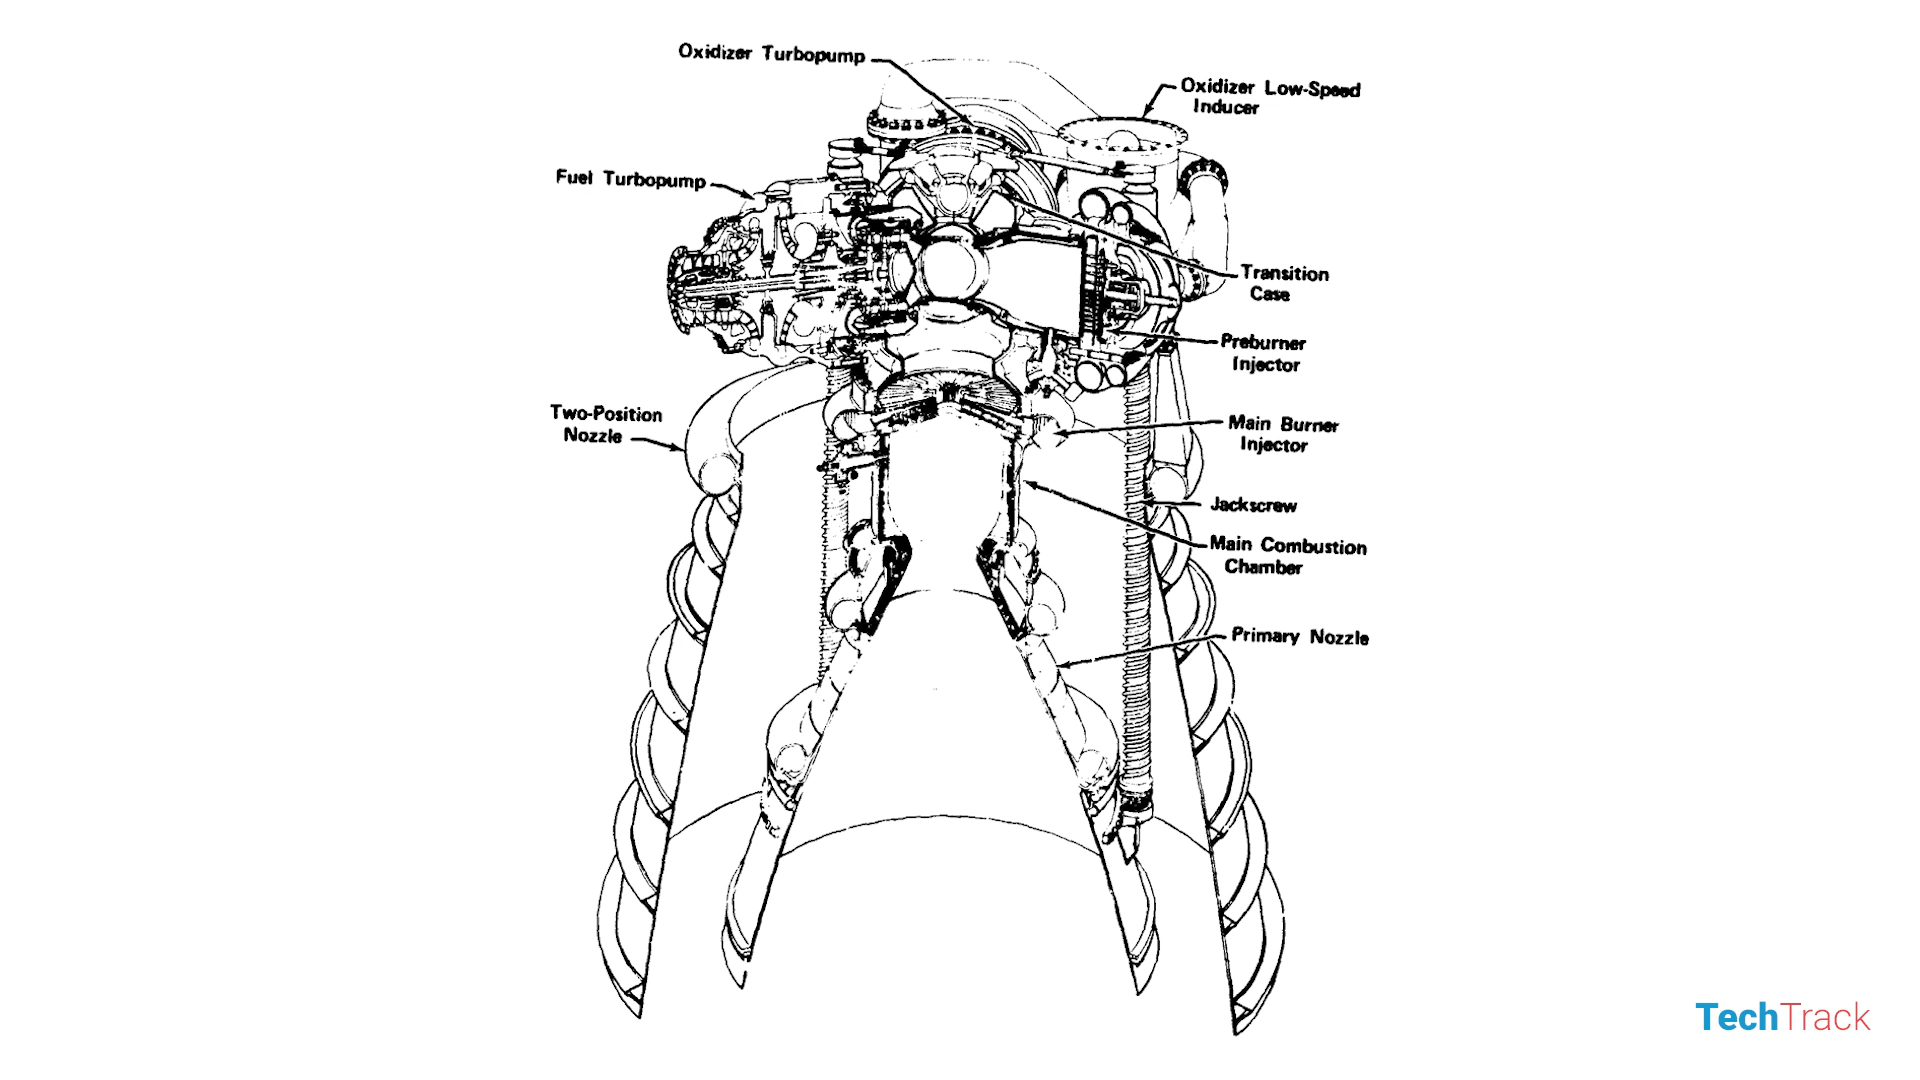 Oxidizer Turbopump
Oxidizer Low-Speed
Inducer
Fuel Turbopump
Transition
Case
Preburner
Injector
Two-Position
Nozzle
Main Burner
Injector
Jackscrew
Main Combustion
Chamber
Primary Nozzle
TechTrack